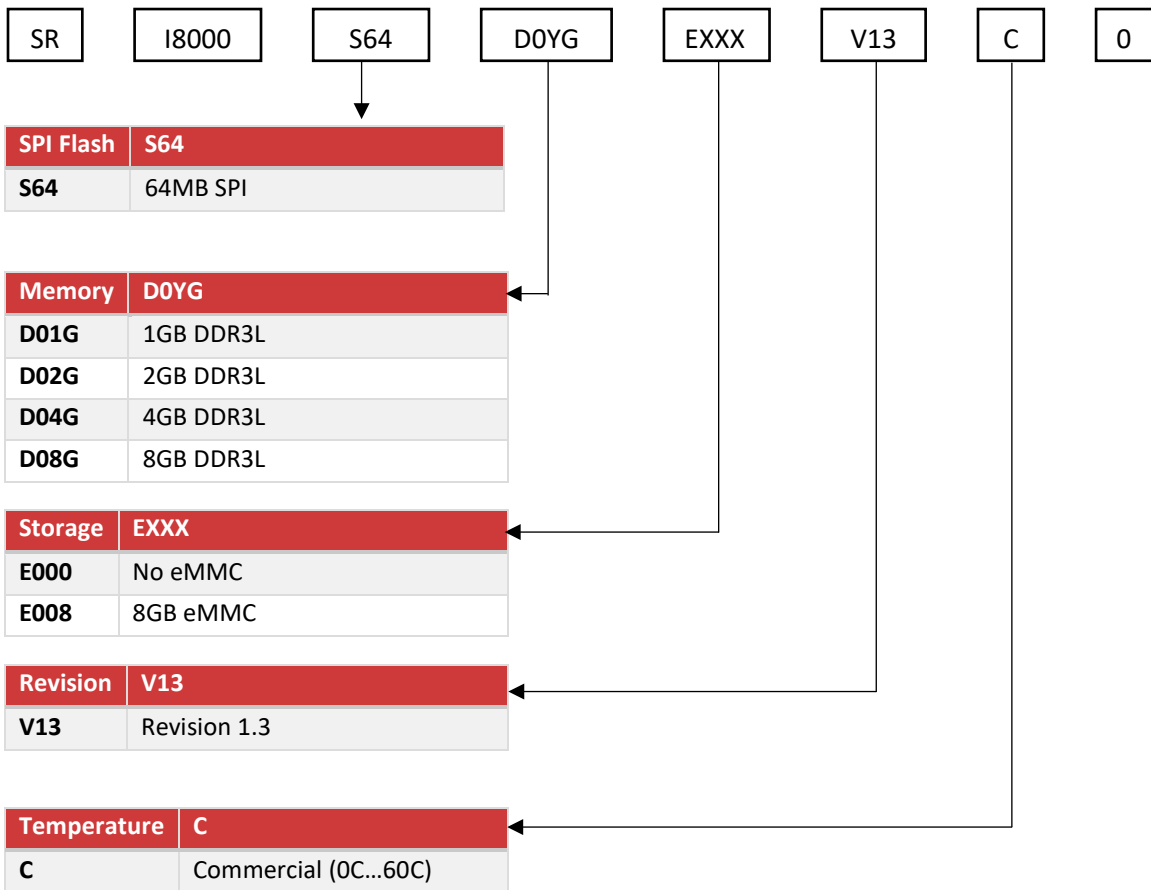 SR I8000 S64 D0YG EXXX V13 C 0
SPI Flash S64
S64 64MB SPI
Memory D0YG
D01G 1GB DDR3L
D02G 2GB DDR3L
D04G 4GB DDR3L
D08G 8GB DDR3L
Storage EXXX
E000 No eMMC
E008 8GB eMMC
Revision V13
V13 Revision 1.3
Temperature C
C Commercial (0C…60C)